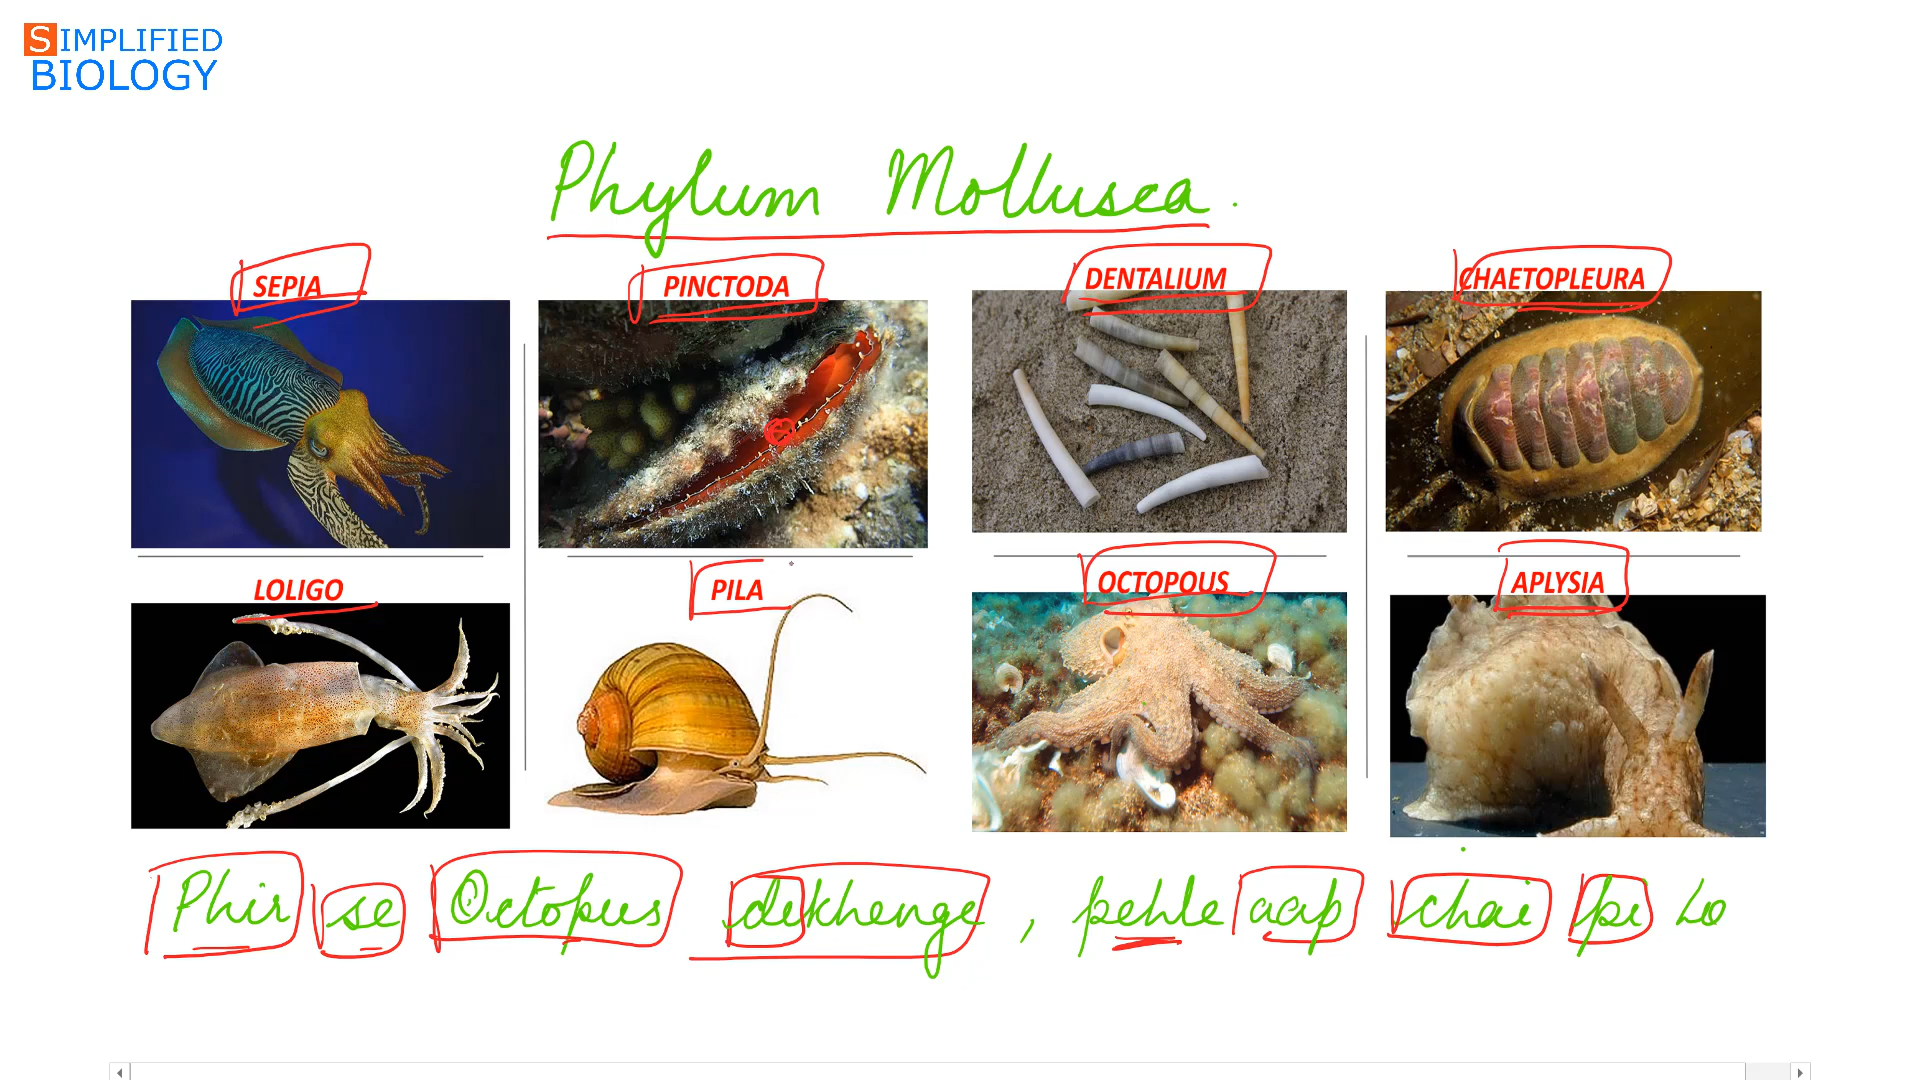 SIMPLIFIED
BIOLOGY
Phylum Mollusca.
SEPIA PINCTODA DENTALIUM CHAETOPLEURA
LOLIGO PILA OCTOPOUS APLYSIA
Phir se Octopus dekhenge, pehle aap chai pi Lo